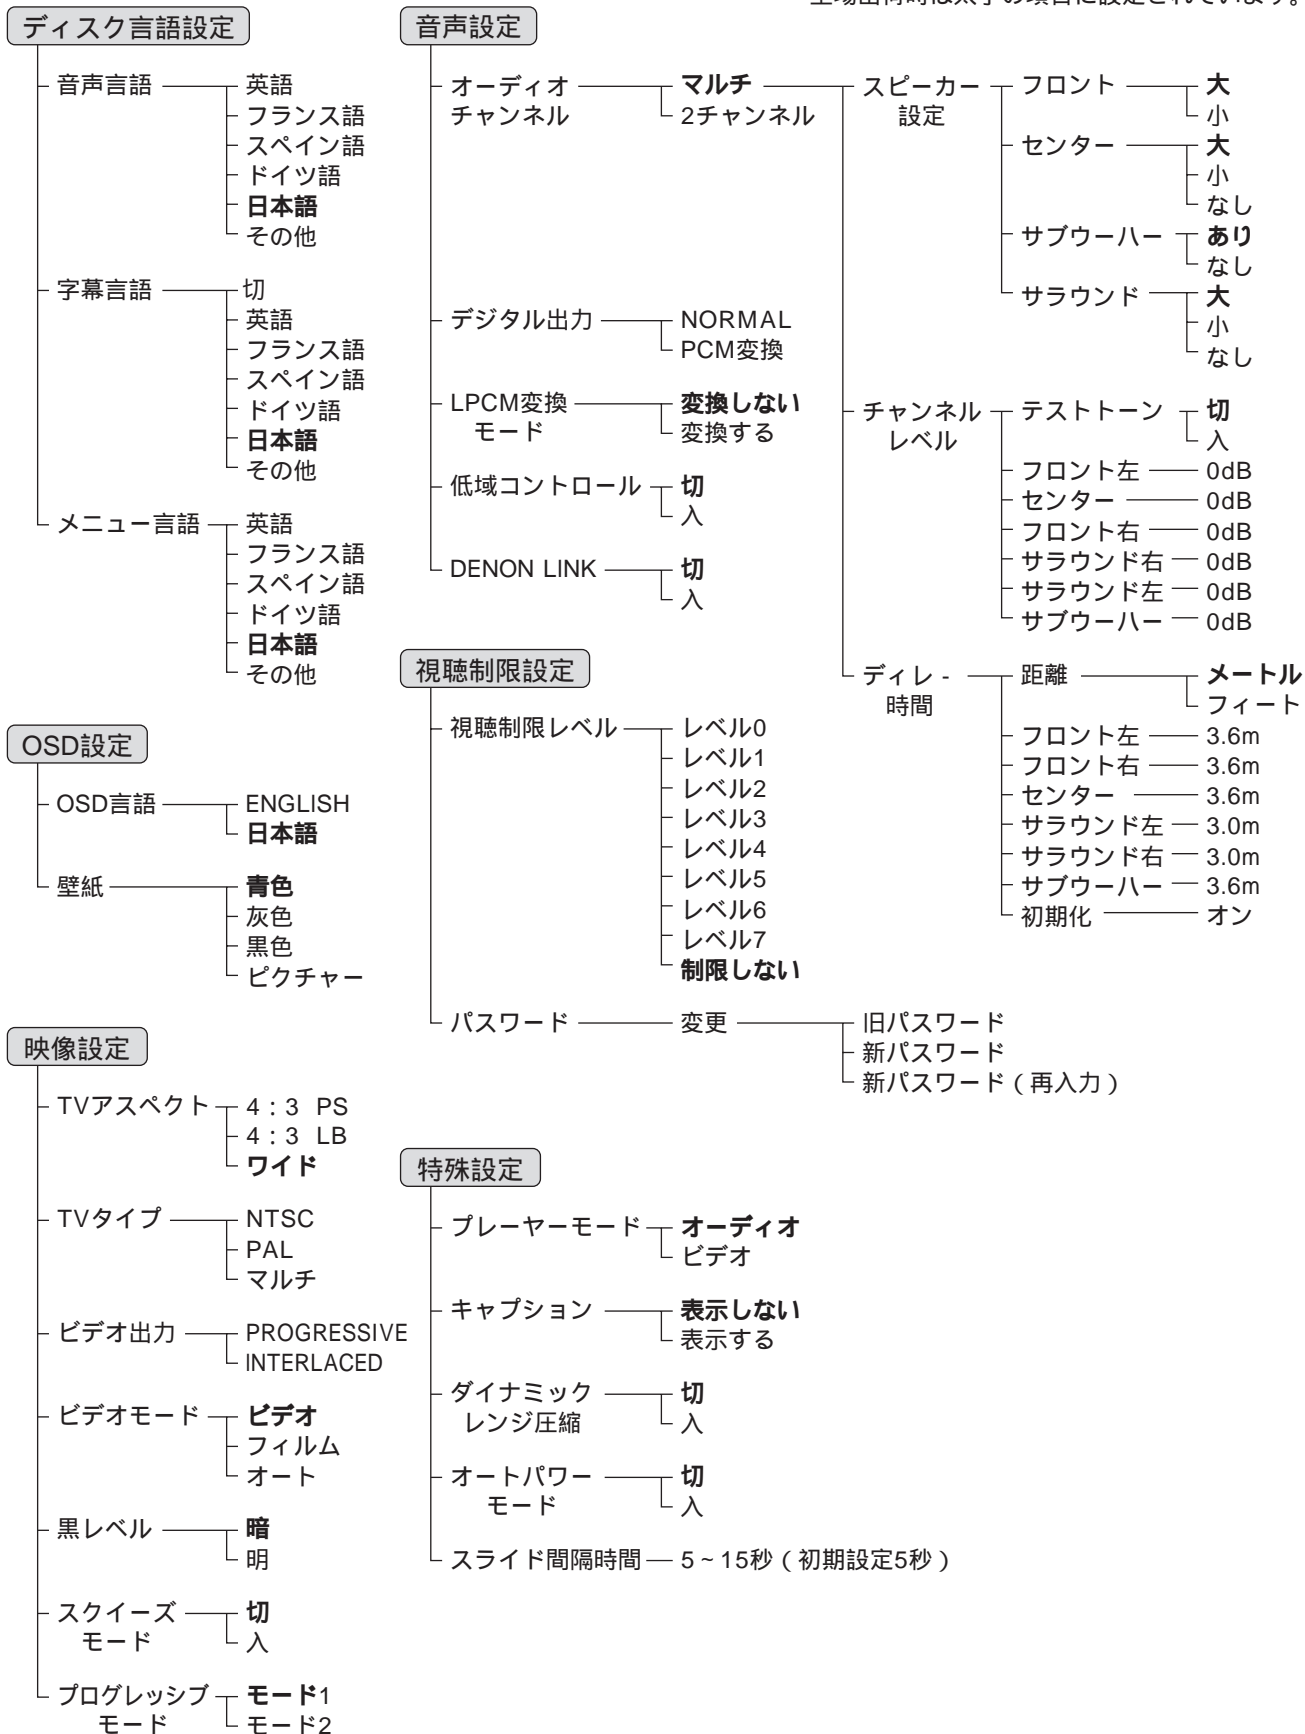 工場出荷時は太字の項目に設定されています。
ディスク言語設定
音声言語
英語
フランス語
スペイン語
ドイツ語
日本語
その他
字幕言語
切
英語
フランス語
スペイン語
ドイツ語
日本語
その他
メニュー言語
英語
フランス語
スペイン語
ドイツ語
日本語
その他
OSD設定
OSD言語
ENGLISH
日本語
壁紙
青色
灰色
黒色
ピクチャー
映像設定
TVアスペクト
4：3 PS
4：3 LB
ワイド
TVタイプ
NTSC
PAL
マルチ
ビデオ出力
PROGRESSIVE
INTERLACED
ビデオモード
ビデオ
フィルム
オート
黒レベル
暗
明
スクイーズ
モード
切
入
プログレッシブ
モード
モード1
モード2
音声設定
オーディオ
チャンネル
マルチ
2チャンネル
スピーカー
設定
フロント
大
小
センター
大
小
なし
サブウーハー
あり
なし
サラウンド
大
小
なし
チャンネル
レベル
テストトーン
切
入
フロント左
0dB
センター
0dB
フロント右
0dB
サラウンド右
0dB
サラウンド左
0dB
サブウーハー
0dB
ディレ -
時間
距離
メートル
フィート
フロント左
3.6m
フロント右
3.6m
センター
3.6m
サラウンド左
3.0m
サラウンド右
3.0m
サブウーハー
3.6m
初期化
オン
デジタル出力
NORMAL
PCM変換
LPCM変換
モード
変換しない
変換する
低域コントロール
切
入
DENON LINK
切
入
視聴制限設定
視聴制限レベル
レベル0
レベル1
レベル2
レベル3
レベル4
レベル5
レベル6
レベル7
制限しない
パスワード
変更
旧パスワード
新パスワード
新パスワード（再入力）
特殊設定
プレーヤーモード
オーディオ
ビデオ
キャプション
表示しない
表示する
ダイナミック
レンジ圧縮
切
入
オートパワー
モード
切
入
スライド間隔時間
5~15秒（初期設定5秒）